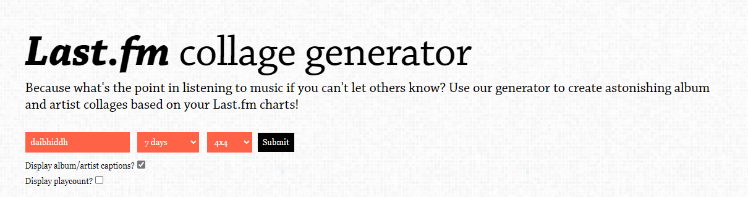 Last.fm collage generator
Because what's the point in listening to music if you can't let others know? Use our generator to create astonishing album
and artist collages based on your Last.fm charts!
daibhiddh 7 days 4x4 Submit
Display album/artist captions?
Display playcount?